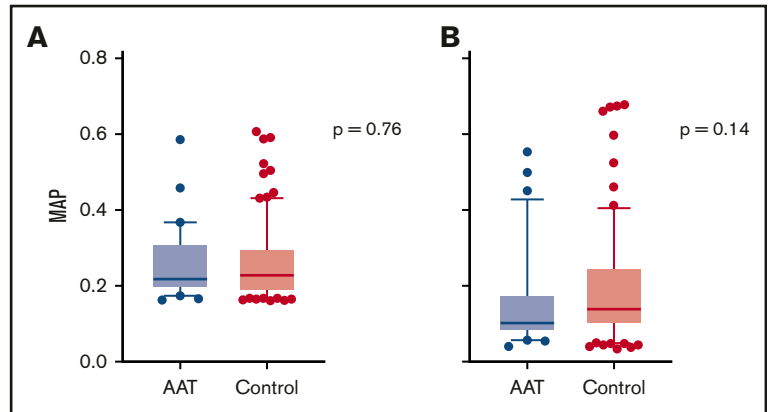 A
0.8
0.6
0.4
0.2
0.0
MAP
p = 0.76
AAT Control
B
p = 0.14
AAT Control